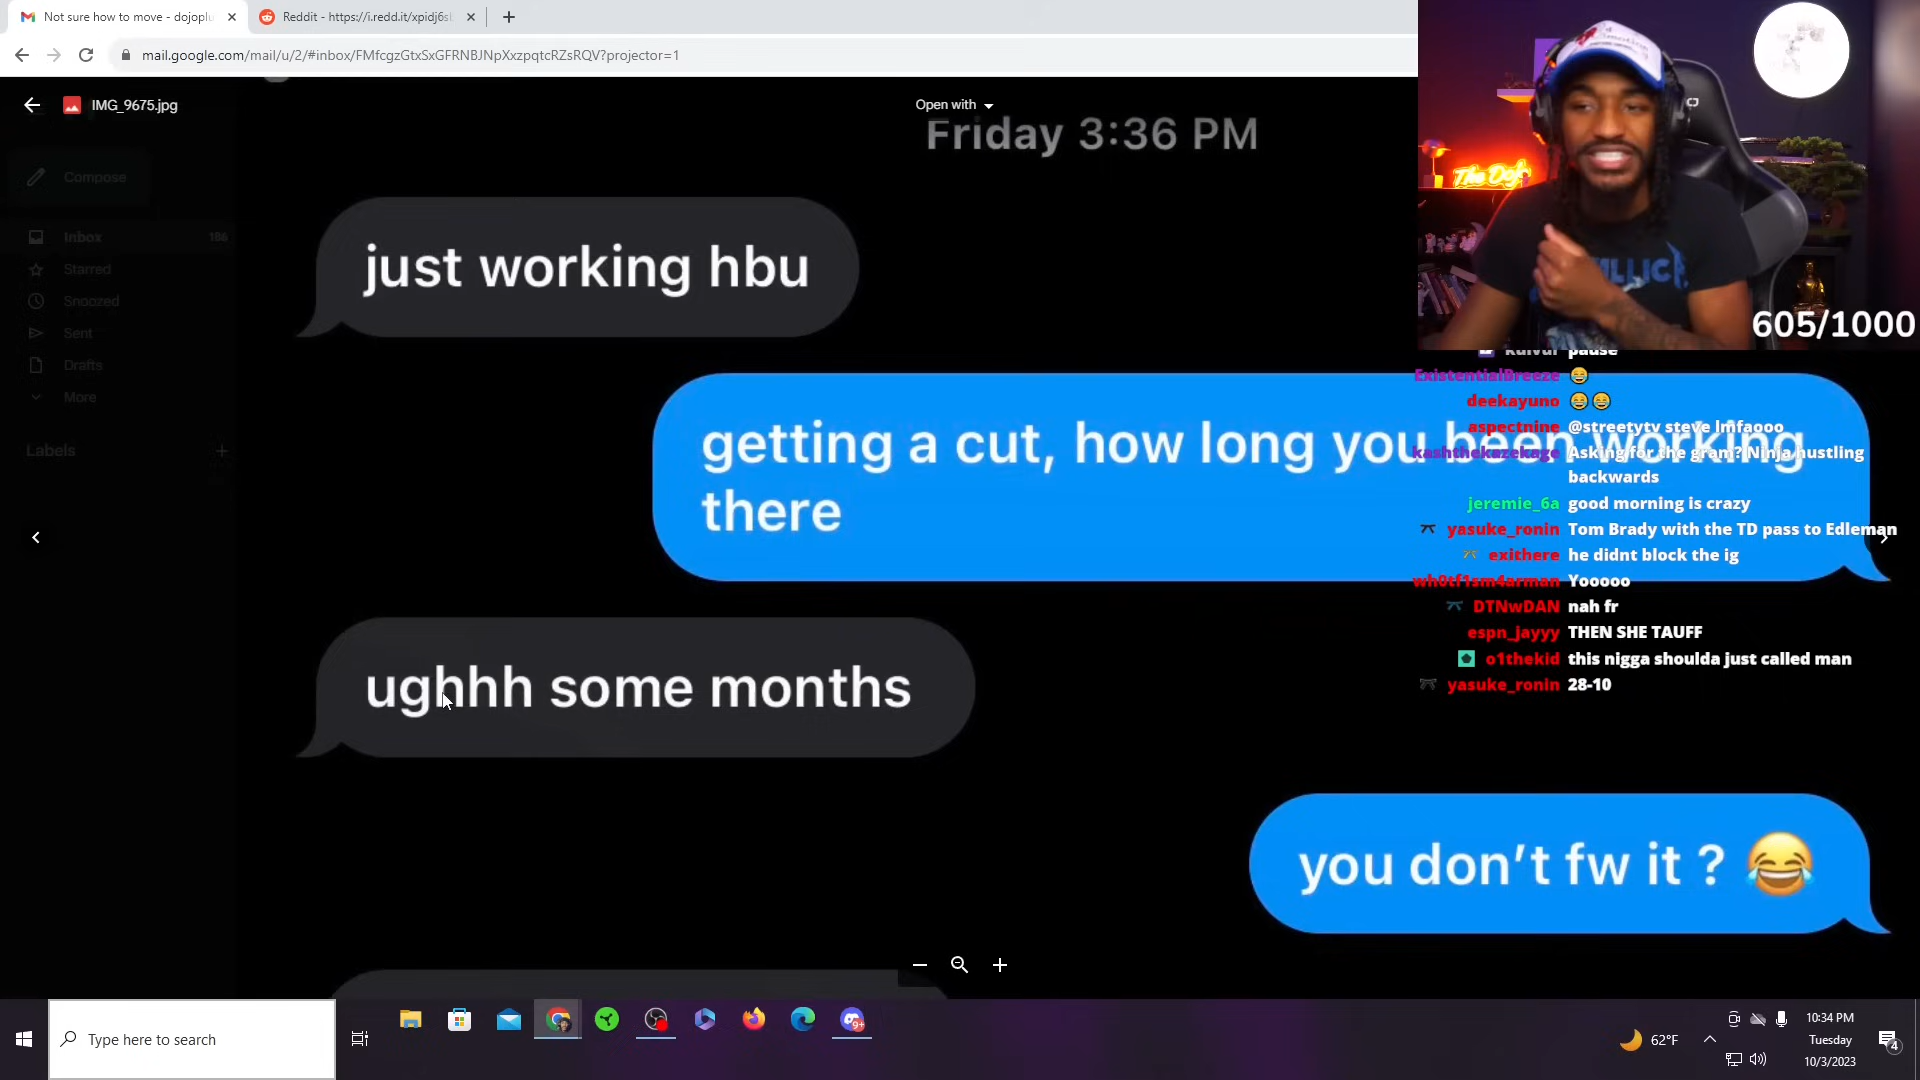 Not sure how to move - dojoplu
Reddit - https://i.redd.it/xpidj6s
mail.google.com/mail/u/2/#inbox/FMfcgzGtxSxGFRNBJNpXxzpqtcRZsRQV?projector=1
IMG_9675.jpg
Open with
Friday 3:36 PM
Compose
Inbox 186
Starred
Snoozed
Sent
Drafts
More
Labels
just working hbu
getting a cut, how long you been working
there
ughhh some months
you don't fw it ? 😂
The Dojo
605/1000
pause
ExistentialBreeze 😂
deekayuno 😂😂
aspectnine @streetytv steve lmfaooo
kashthekazekage Asking for the gram? Ninja hustling
backwards
jeremie_6a good morning is crazy
yasuke_ronin Tom Brady with the TD pass to Edleman
exithere he didnt block the ig
wh0tf1sm4arman Yooooo
DTNwDAN nah fr
espn_jayyy THEN SHE TAUFF
o1thekid this nigga shoulda just called man
yasuke_ronin 28-10
Type here to search
9+
62°F
10:34 PM
Tuesday
10/3/2023
4